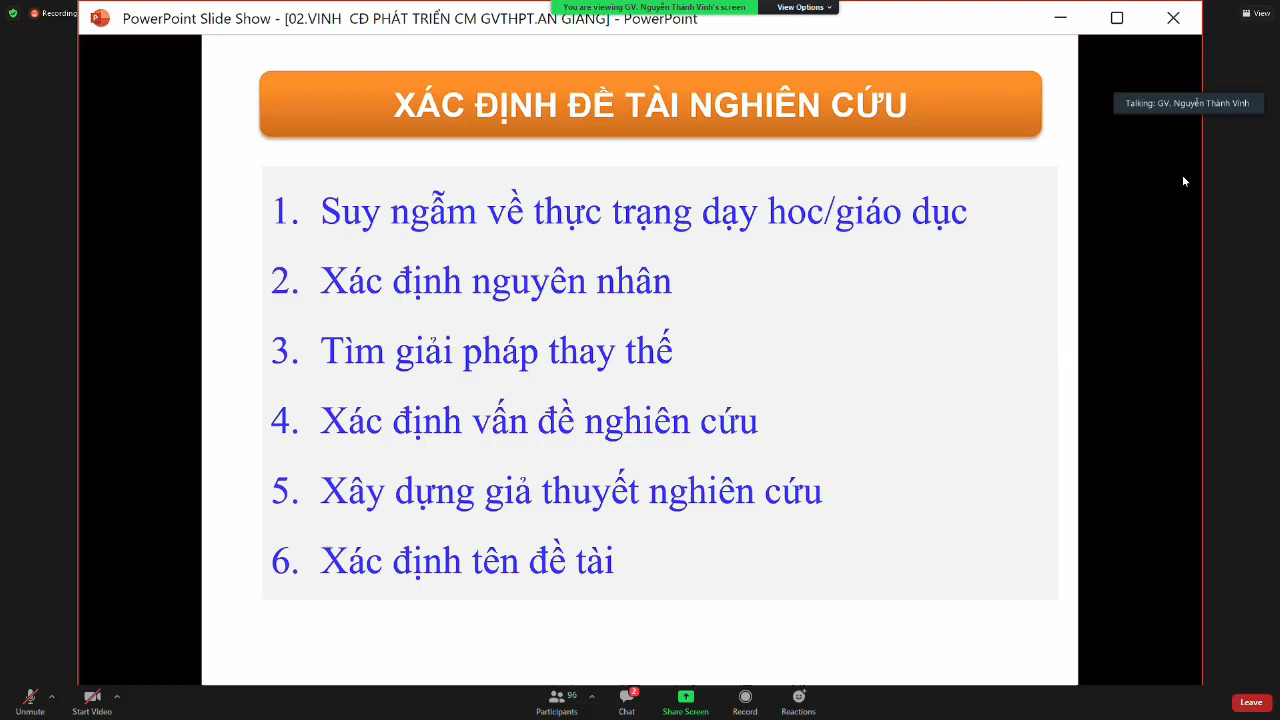 Recording
PowerPoint Slide Show - [02.VINH CĐ PHÁT TRIỂN CM GVTHPT.AN GIANG] - PowerPoint
You are viewing GV. Nguyễn Thành Vinh's screen
View Options
View
Talking: GV. Nguyễn Thành Vinh
XÁC ĐỊNH ĐỀ TÀI NGHIÊN CỨU
1. Suy ngẫm về thực trạng dạy hoc/giáo dục
2. Xác định nguyên nhân
3. Tìm giải pháp thay thế
4. Xác định vấn đề nghiên cứu
5. Xây dựng giả thuyết nghiên cứu
6. Xác định tên đề tài
96
2
Unmute
Start Video
Participants
Chat
Share Screen
Record
Reactions
Leave